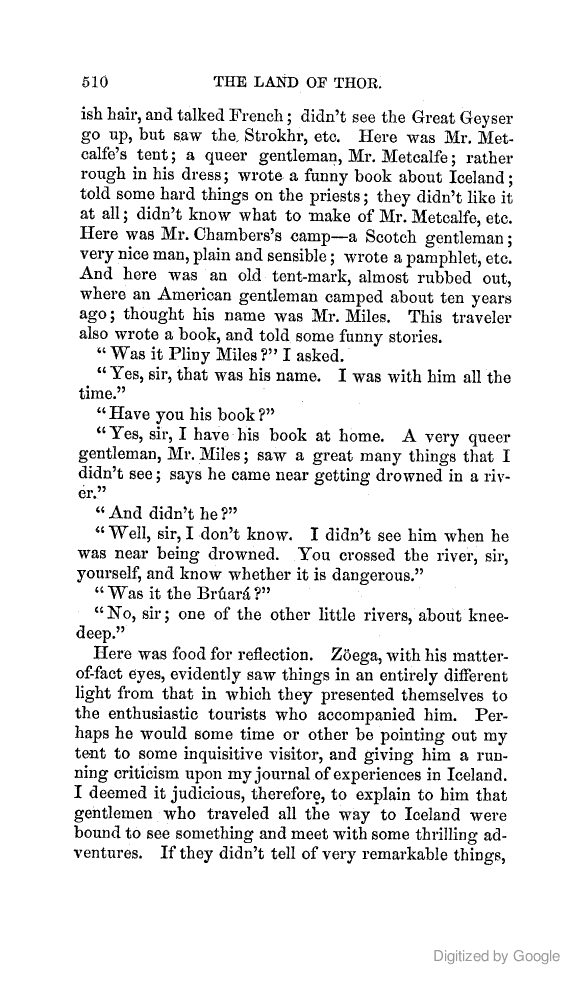 510 THE LAND OF THOR.
ish hair, and talked French; didn't see the Great Geyser
go up, but saw the Strokhr, etc. Here was Mr. Met-
calfe's tent; a queer gentleman, Mr. Metcalfe; rather
rough in his dress; wrote a funny book about Iceland;
told some hard things on the priests; they didn't like it
at all; didn't know what to make of Mr. Metcalfe, etc.
Here was Mr. Chambers's camp—a Scotch gentleman;
very nice man, plain and sensible; wrote a pamphlet, etc.
And here was an old tent-mark, almost rubbed out,
where an American gentleman camped about ten years
ago; thought his name was Mr. Miles. This traveler
also wrote a book, and told some funny stories.
"Was it Pliny Miles?" I asked.
"Yes, sir, that was his name. I was with him all the
time."
"Have you his book?"
"Yes, sir, I have his book at home. A very queer
gentleman, Mr. Miles; saw a great many things that I
didn't see; says he came near getting drowned in a riv-
er."
"And didn't he?"
"Well, sir, I don't know. I didn't see him when he
was near being drowned. You crossed the river, sir,
yourself, and know whether it is dangerous."
"Was it the Brúará?"
"No, sir; one of the other little rivers, about knee-
deep."
Here was food for reflection. Zöega, with his matter-
of-fact eyes, evidently saw things in an entirely different
light from that in which they presented themselves to
the enthusiastic tourists who accompanied him. Per-
haps he would some time or other be pointing out my
tent to some inquisitive visitor, and giving him a run-
ning criticism upon my journal of experiences in Iceland.
I deemed it judicious, therefore, to explain to him that
gentlemen who traveled all the way to Iceland were
bound to see something and meet with some thrilling ad-
ventures. If they didn't tell of very remarkable things,
Digitized by Google